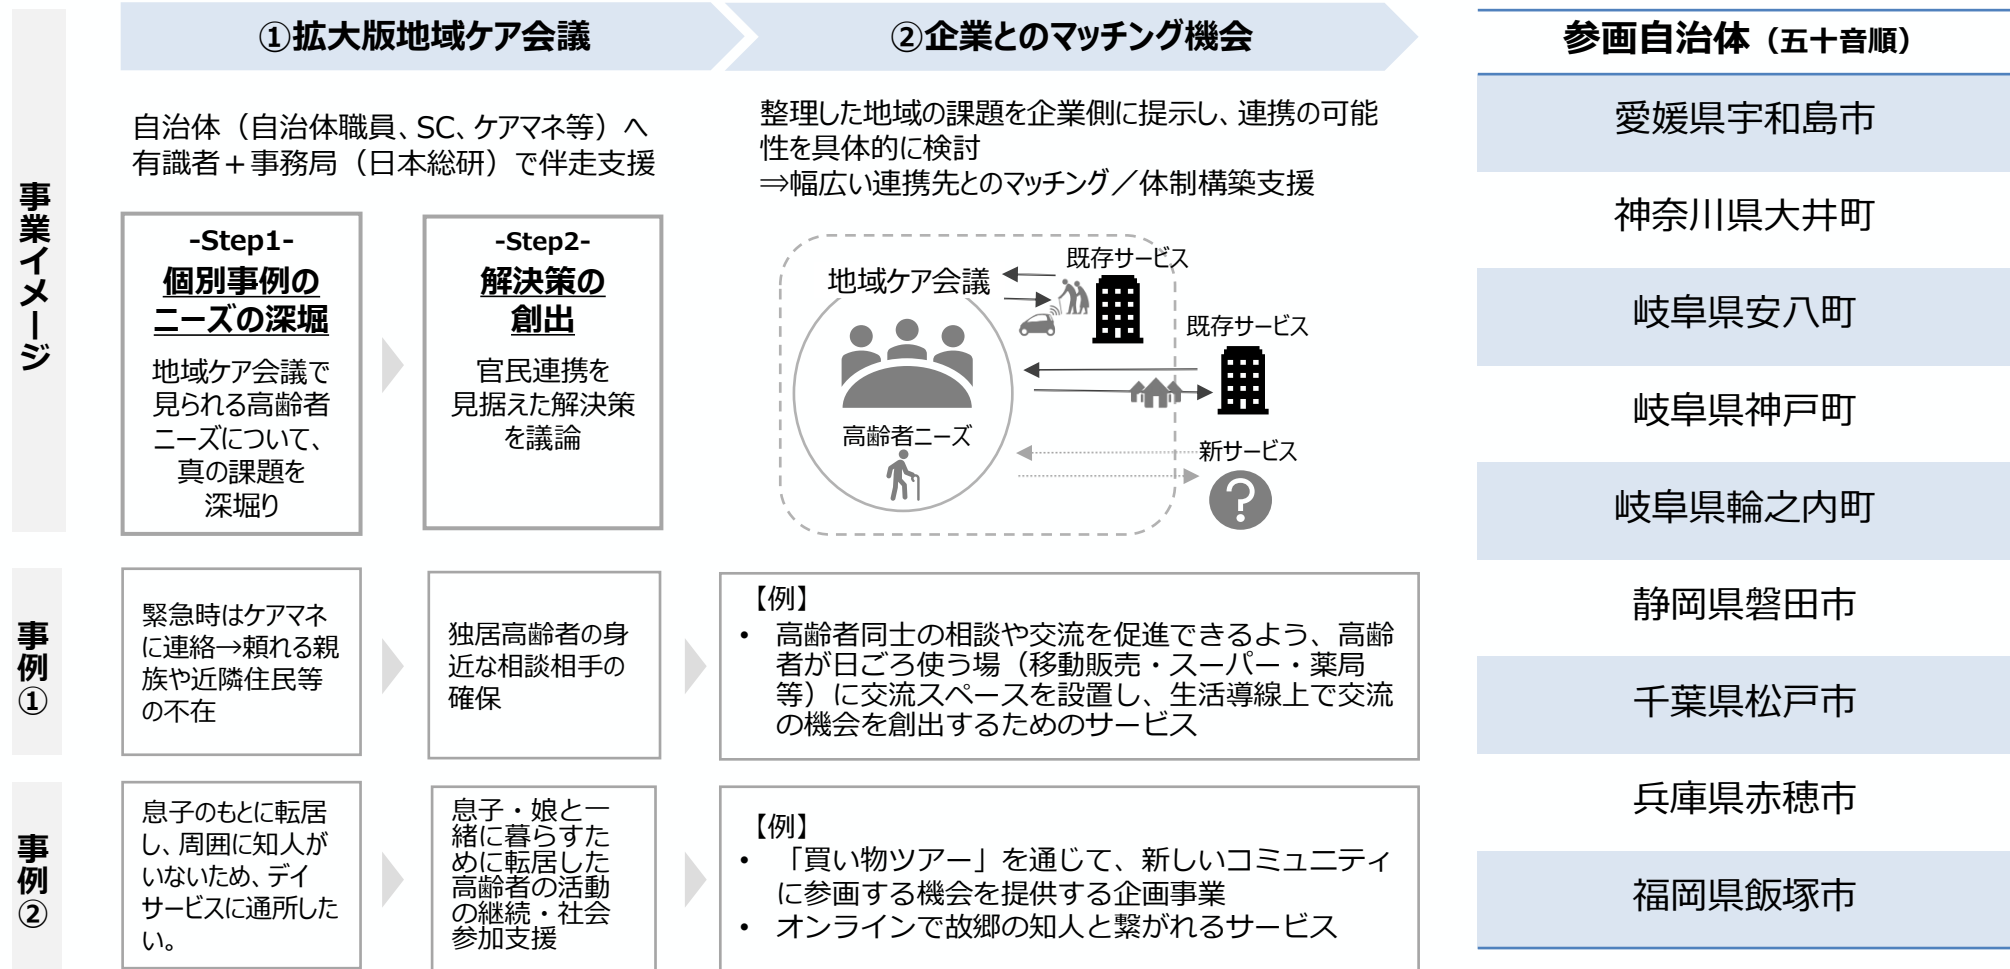 ①拡大版地域ケア会議
②企業とのマッチング機会
参画自治体（五十音順）
事業イメージ
自治体（自治体職員、SC、ケアマネ等）へ
有識者＋事務局（日本総研）で伴走支援
整理した地域の課題を企業側に提示し、連携の可能
性を具体的に検討
⇒幅広い連携先とのマッチング／体制構築支援
-Step1-
個別事例の
ニーズの深堀
地域ケア会議で
見られる高齢者
ニーズについて、
真の課題を
深堀り
-Step2-
解決策の
創出
官民連携を
見据えた解決策
を議論
地域ケア会議
既存サービス
既存サービス
高齢者ニーズ
新サービス
?
事例①
緊急時はケアマネ
に連絡→頼れる親
族や近隣住民等
の不在
独居高齢者の身
近な相談相手の
確保
【例】
• 高齢者同士の相談や交流を促進できるよう、高齢
者が日ごろ使う場（移動販売・スーパー・薬局
等）に交流スペースを設置し、生活導線上で交流
の機会を創出するためのサービス
事例②
息子のもとに転居
し、周囲に知人が
いないため、デイ
サービスに通所した
い。
息子・娘と一
緒に暮らすた
めに転居した
高齢者の活動
の継続・社会
参加支援
【例】
• 「買い物ツアー」を通じて、新しいコミュニティ
に参画する機会を提供する企画事業
• オンラインで故郷の知人と繋がれるサービス
愛媛県宇和島市
神奈川県大井町
岐阜県安八町
岐阜県神戸町
岐阜県輪之内町
静岡県磐田市
千葉県松戸市
兵庫県赤穂市
福岡県飯塚市